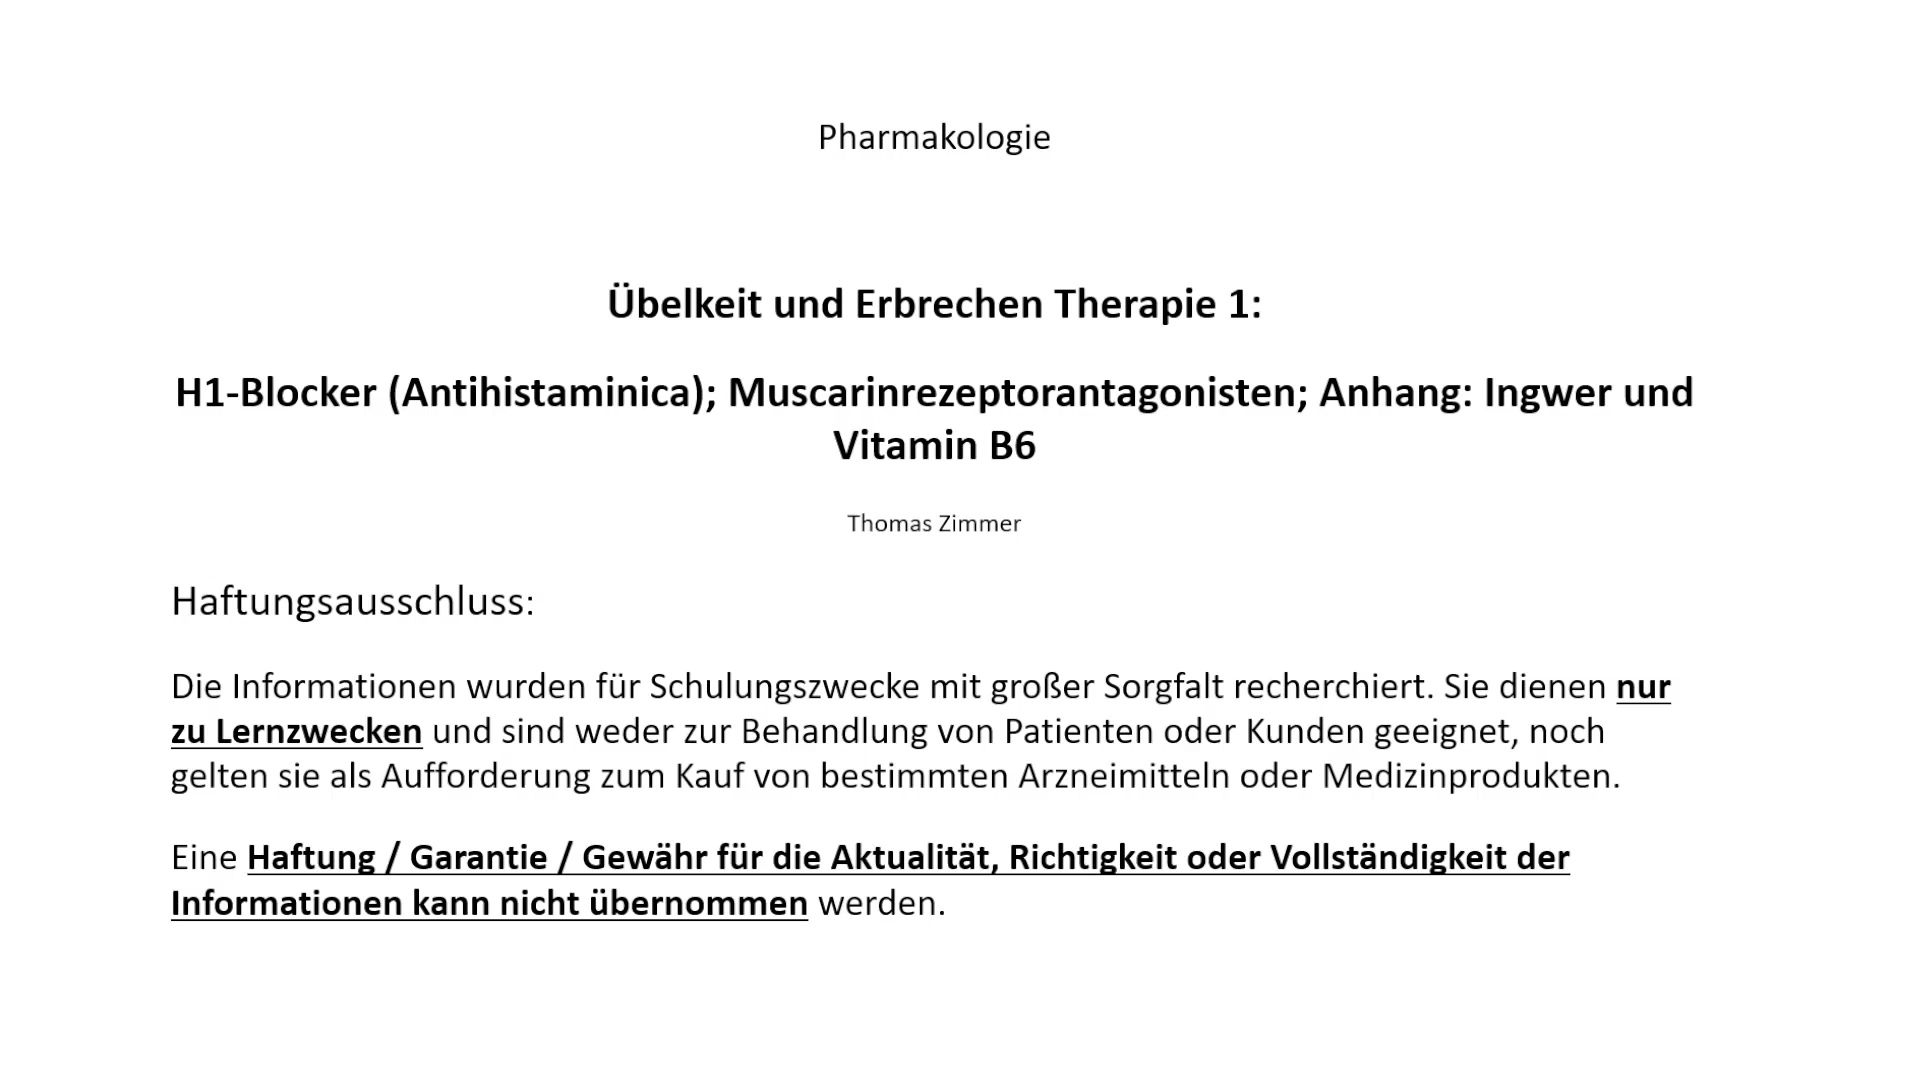 Pharmakologie
Übelkeit und Erbrechen Therapie 1:
H1-Blocker (Antihistaminica); Muscarinrezeptorantagonisten; Anhang: Ingwer und
Vitamin B6
Thomas Zimmer
Haftungsausschluss:
Die Informationen wurden für Schulungszwecke mit großer Sorgfalt recherchiert. Sie dienen nur
zu Lernzwecken und sind weder zur Behandlung von Patienten oder Kunden geeignet, noch
gelten sie als Aufforderung zum Kauf von bestimmten Arzneimitteln oder Medizinprodukten.
Eine Haftung / Garantie / Gewähr für die Aktualität, Richtigkeit oder Vollständigkeit der
Informationen kann nicht übernommen werden.